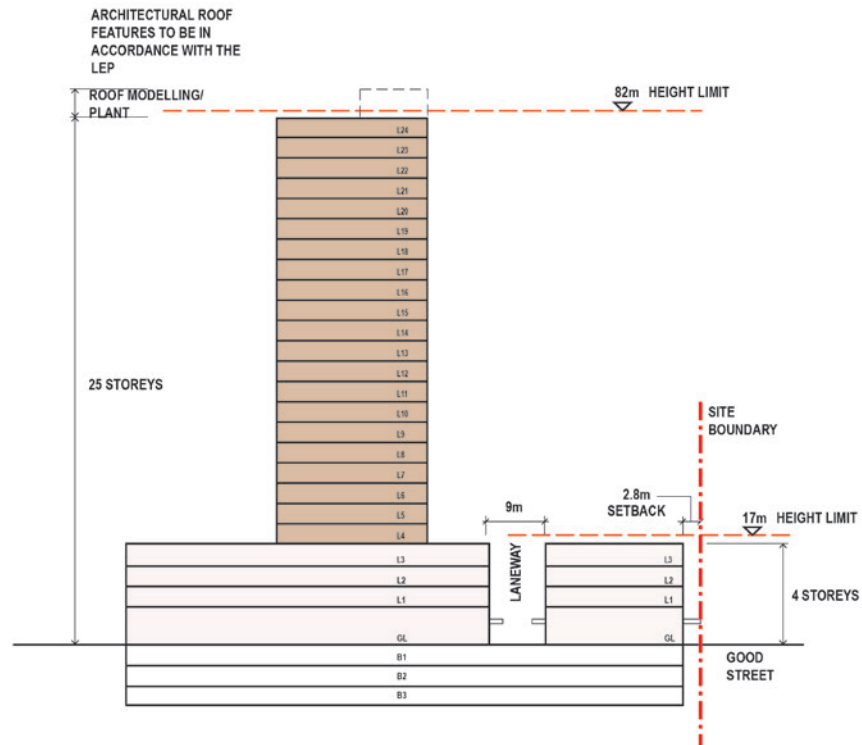 ARCHITECTURAL ROOF
FEATURES TO BE IN
ACCORDANCE WITH THE
LEP
ROOF MODELLING/
PLANT
82m HEIGHT LIMIT
L24
L23
L22
L21
L20
L19
L18
L17
L16
L15
L14
L13
L12
L11
L10
L9
L8
L7
L6
L5
L4
25 STOREYS
SITE
BOUNDARY
9m
2.8m
SETBACK
17m HEIGHT LIMIT
L3
L2
L1
GL
LANEWAY
L3
L2
L1
GL
4 STOREYS
GOOD
STREET
B1
B2
B3